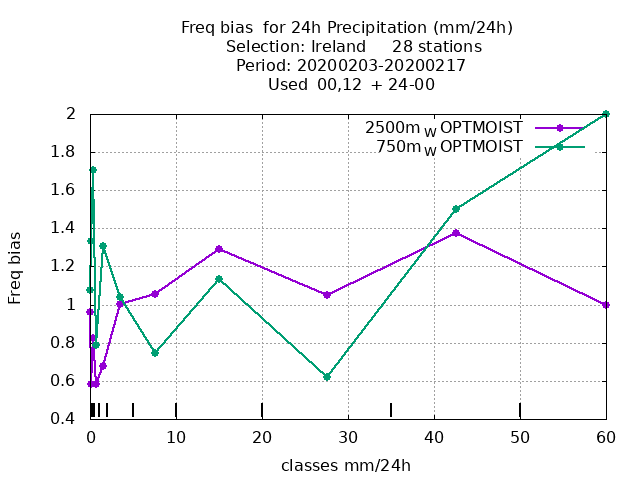 Freq bias for 24h Precipitation (mm/24h)
Selection: Ireland 28 stations
Period: 20200203-20200217
Used 00,12 + 24-00
2500m W OPTMOIST
750m W OPTMOIST
2
1.8
1.6
1.4
1.2
1
0.8
0.6
0.4
Freq bias
0 10 20 30 40 50 60
classes mm/24h